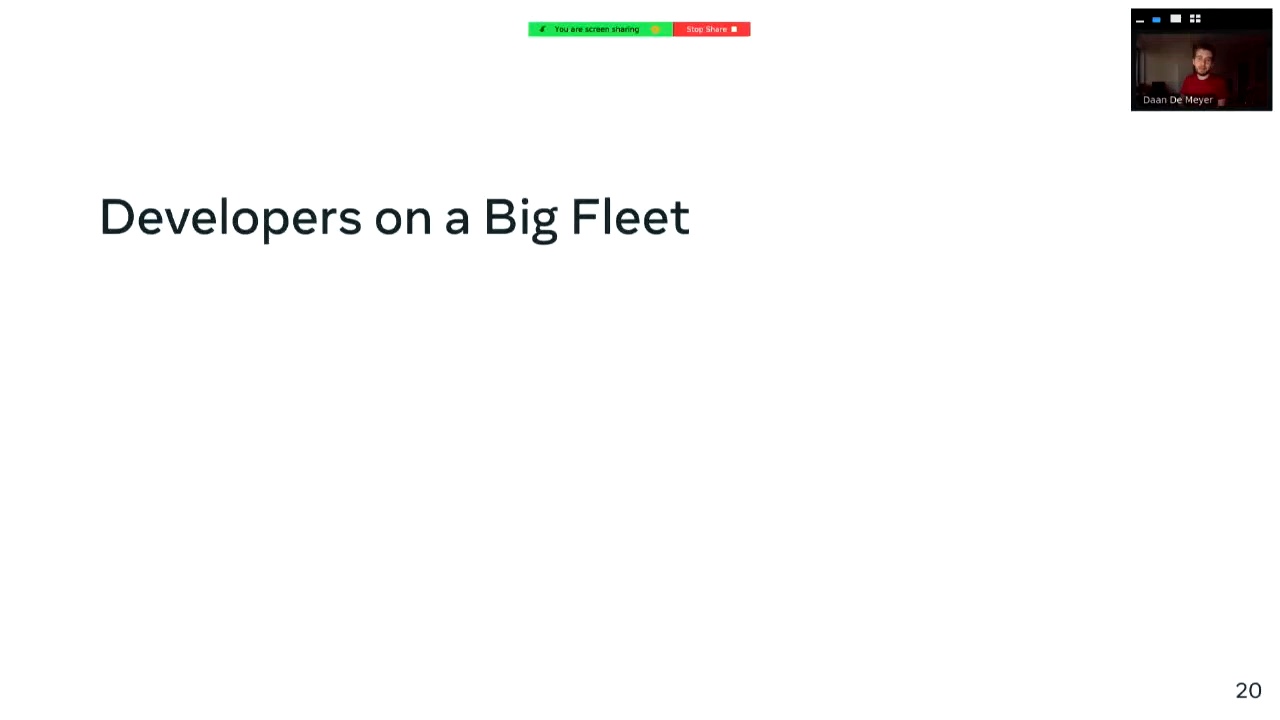 You are screen sharing
Stop Share
Daan De Meyer
Developers on a Big Fleet
20